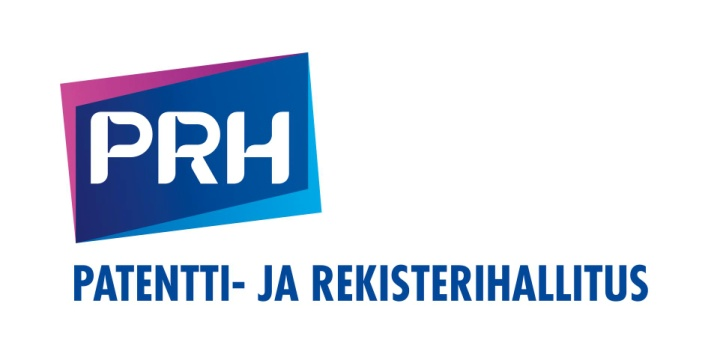 PRH
PATENTTI- JA REKISTERIHALLITUS